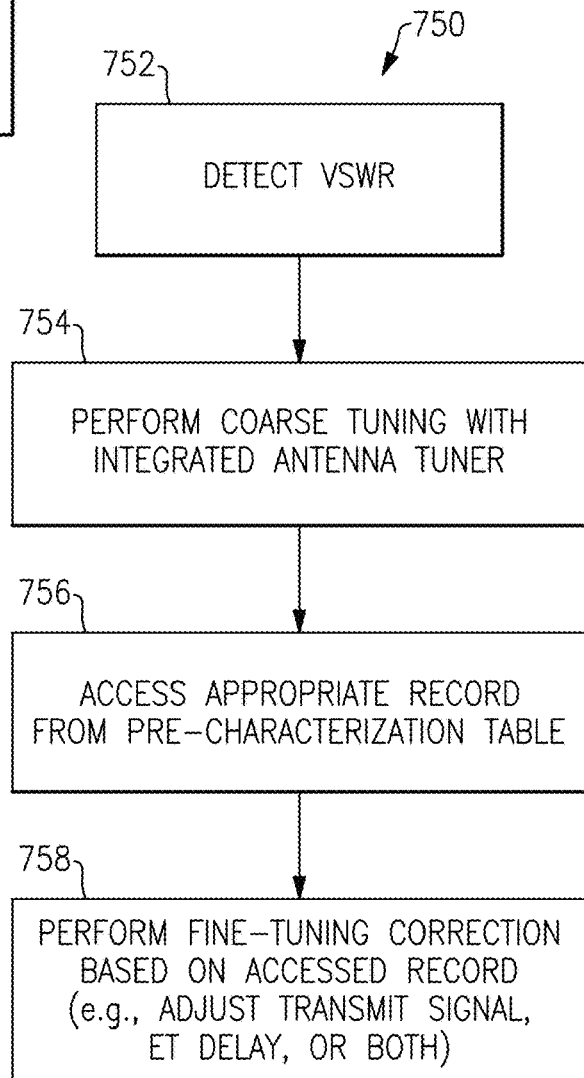 750
752
DETECT VSWR
754
PERFORM COARSE TUNING WITH
INTEGRATED ANTENNA TUNER
756
ACCESS APPROPRIATE RECORD
FROM PRE-CHARACTERIZATION TABLE
758
PERFORM FINE-TUNING CORRECTION
BASED ON ACCESSED RECORD
(e.g., ADJUST TRANSMIT SIGNAL,
ET DELAY, OR BOTH)